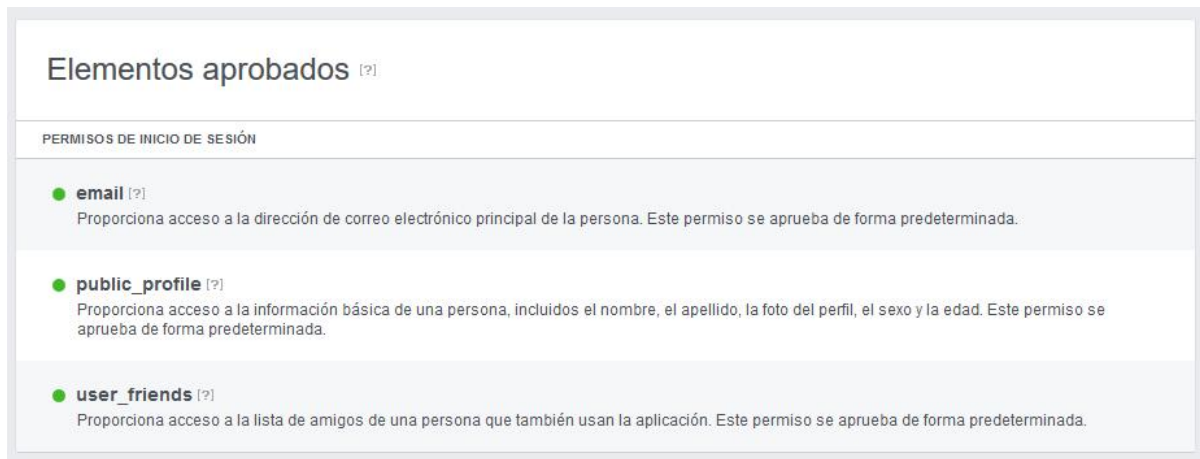 Elementos aprobados [?]
PERMISOS DE INICIO DE SESIÓN
email [?]
Proporciona acceso a la dirección de correo electrónico principal de la persona. Este permiso se aprueba de forma predeterminada.
public_profile [?]
Proporciona acceso a la información básica de una persona, incluidos el nombre, el apellido, la foto del perfil, el sexo y la edad. Este permiso se
aprueba de forma predeterminada.
user_friends [?]
Proporciona acceso a la lista de amigos de una persona que también usan la aplicación. Este permiso se aprueba de forma predeterminada.